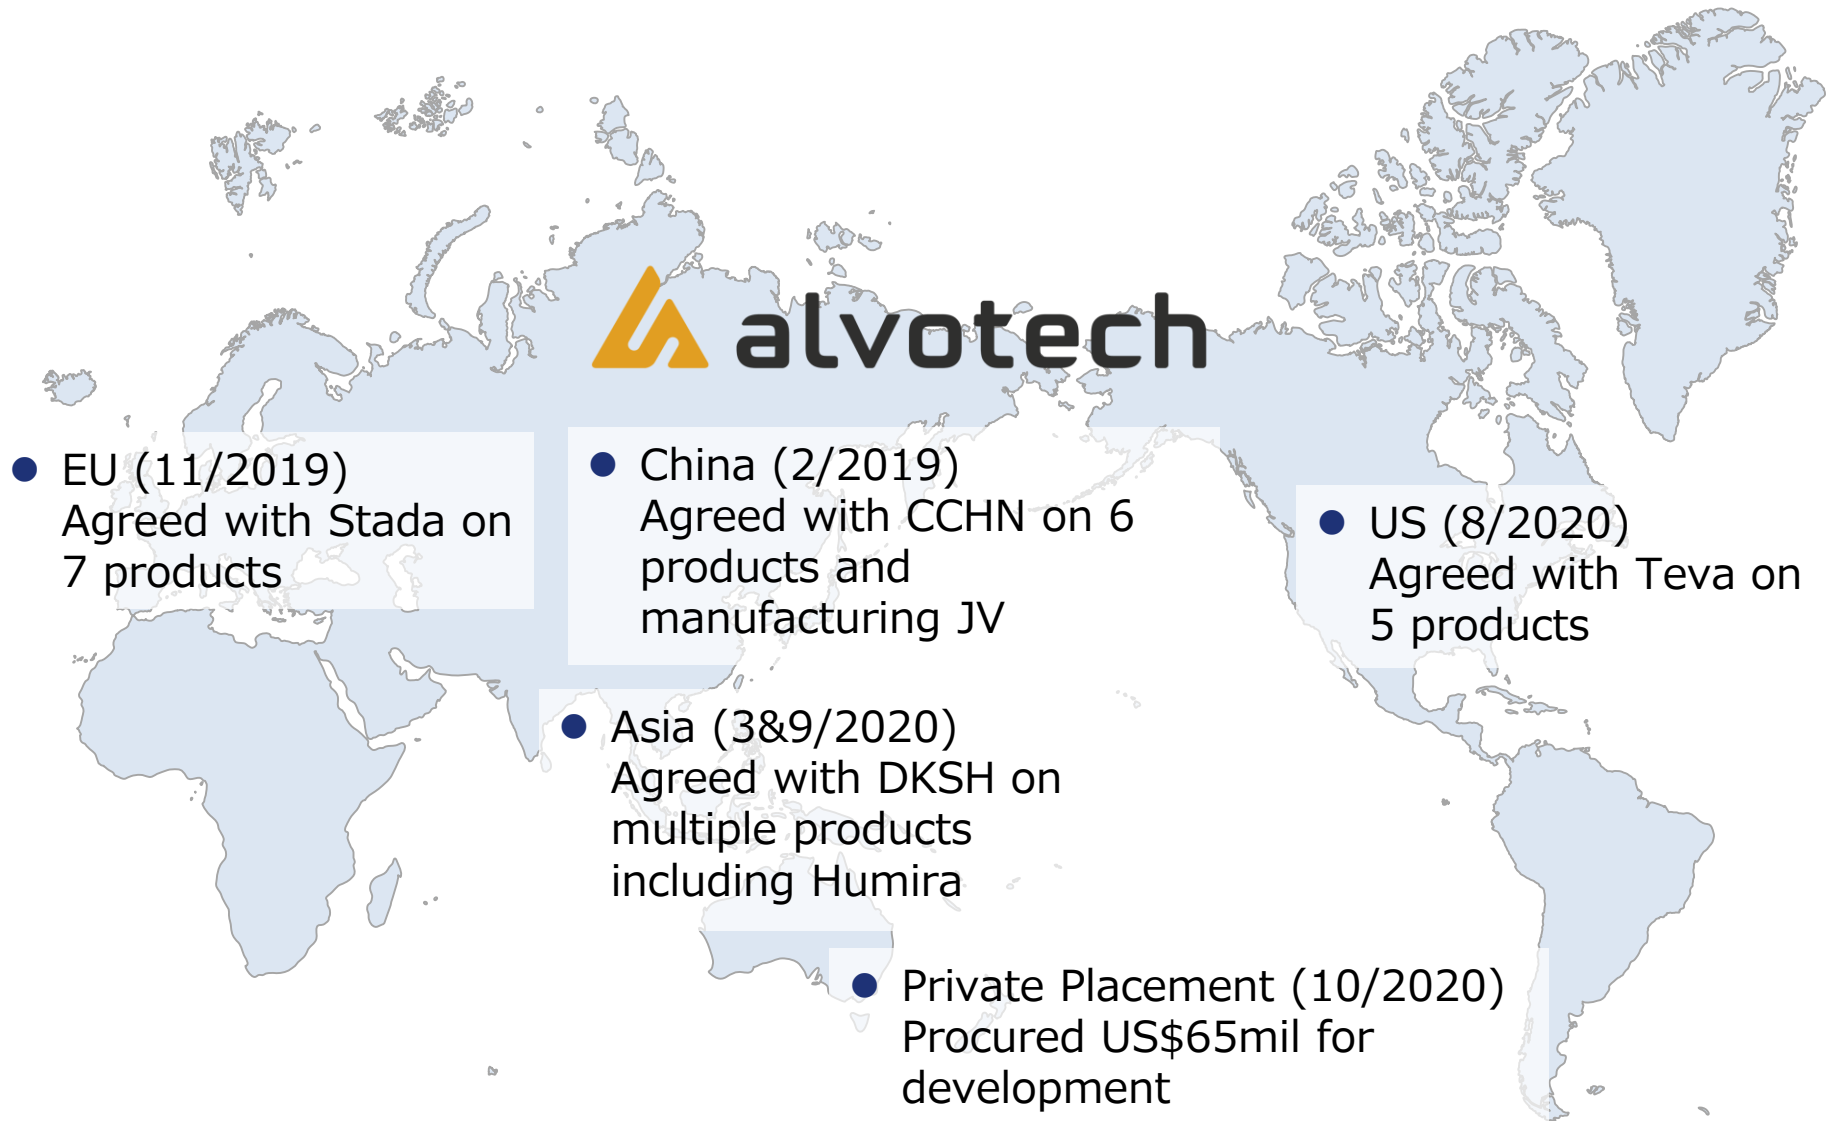 alvotech
● EU (11/2019)
Agreed with Stada on
7 products
● China (2/2019)
Agreed with CCHN on 6
products and
manufacturing JV
● US (8/2020)
Agreed with Teva on
5 products
● Asia (3&9/2020)
Agreed with DKSH on
multiple products
including Humira
● Private Placement (10/2020)
Procured US$65mil for
development